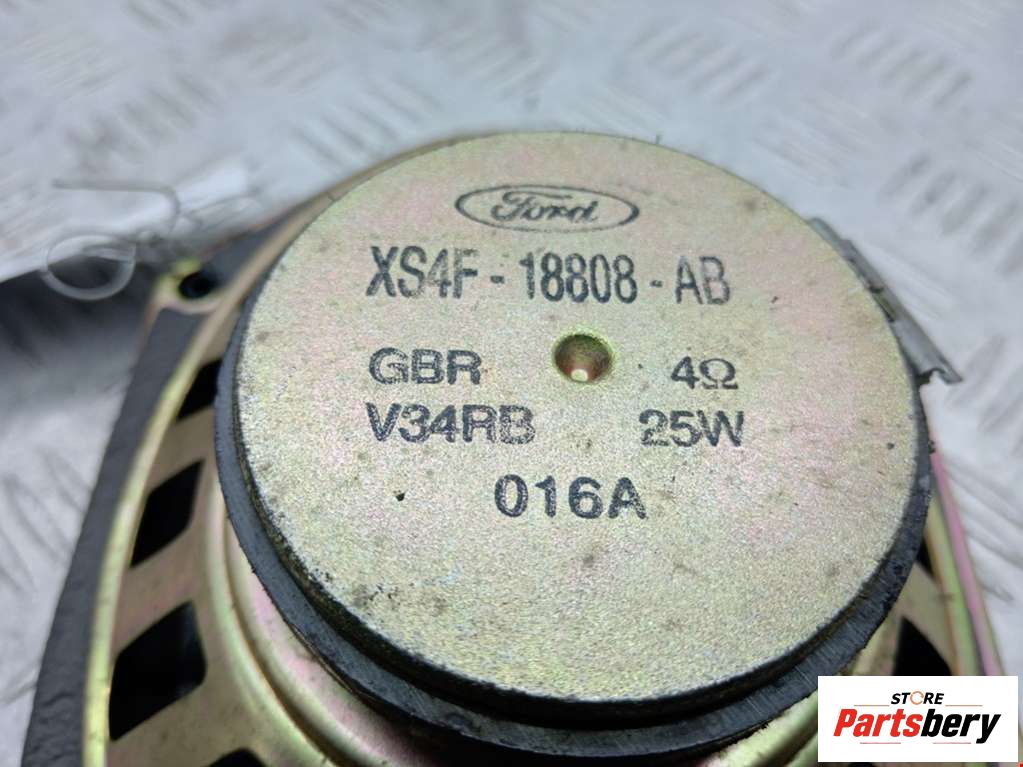 Ford
XS4F - 18808 - AB
GBR 4Ω
V34RB 25W
016A
STORE
Partsbery